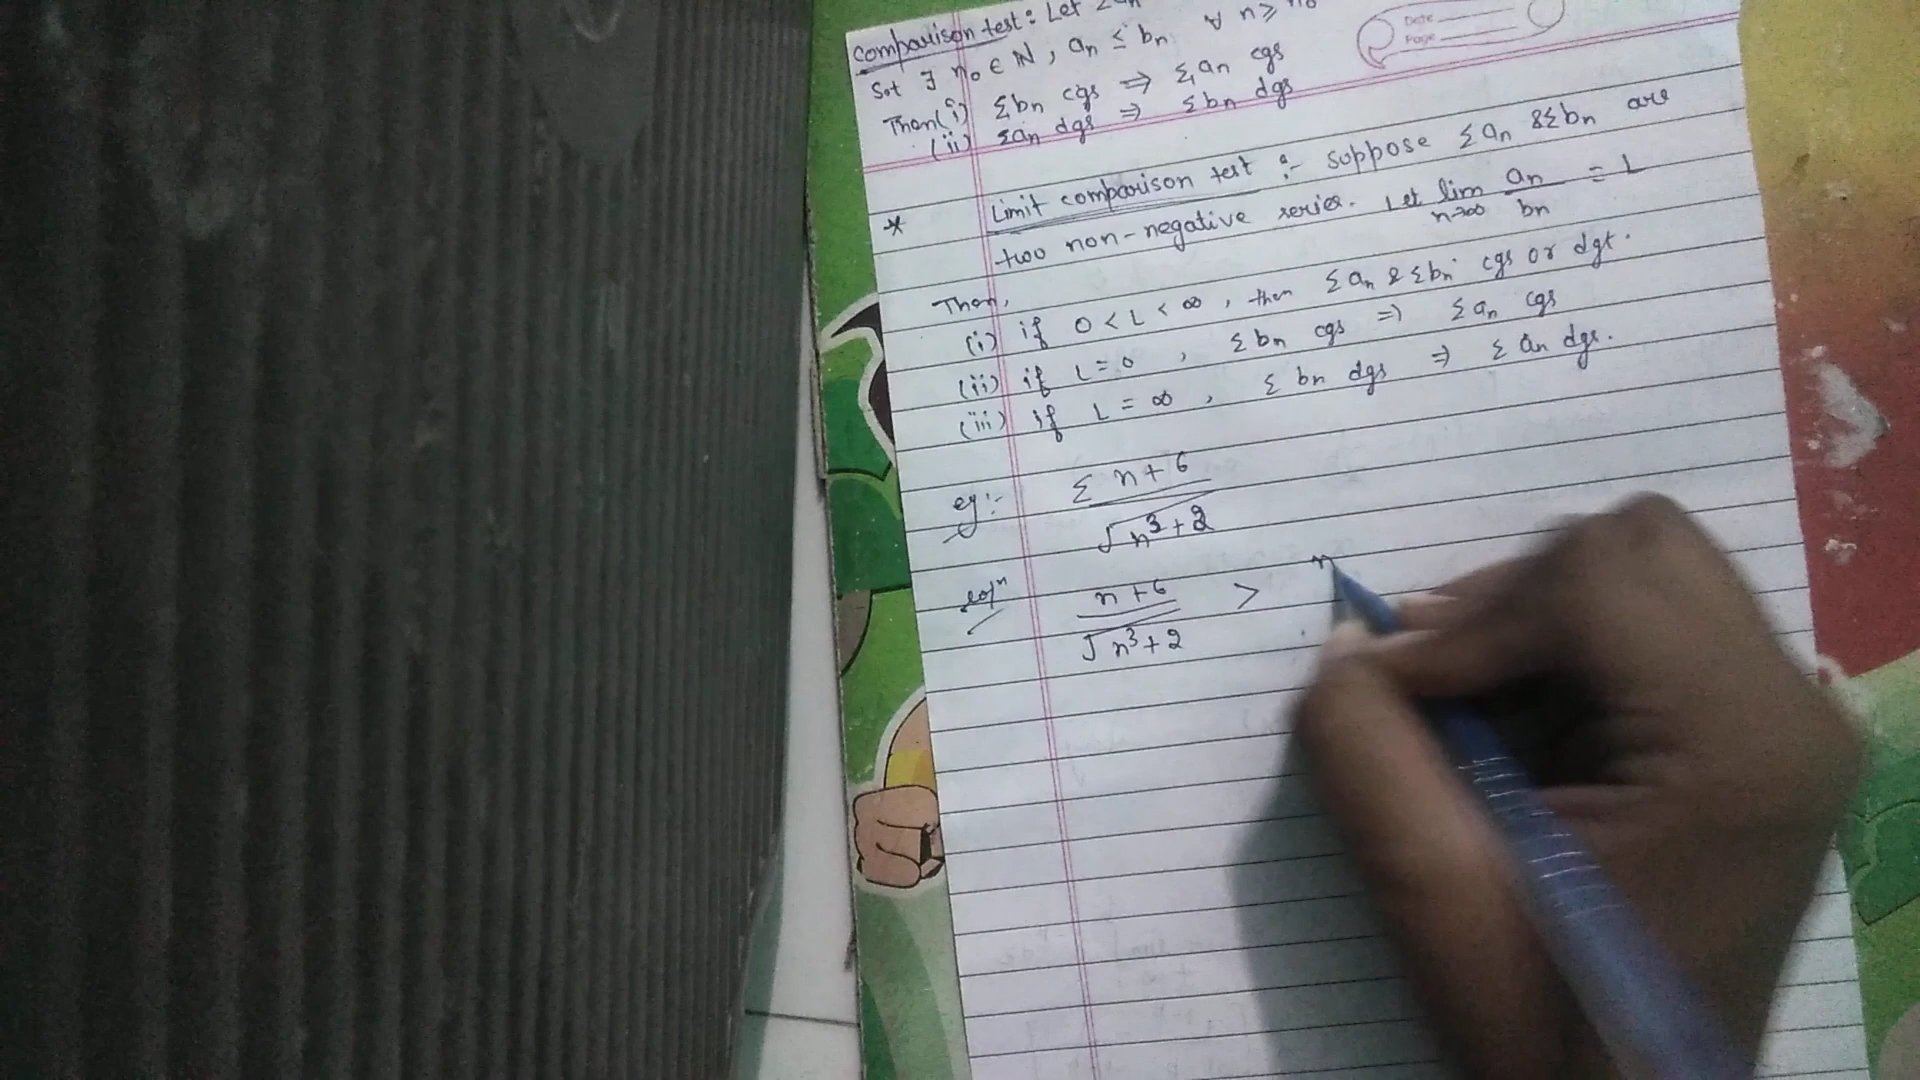 comparison test: Let Σan
s.t ∃ n₀ ∈ ℕ, an ≤ bn ∀ n ≥ n₀
Then (i) Σbn cgs ⇒ Σan cgs
(ii) Σan dgs ⇒ Σbn dgs
Date
Page
* Limit comparison test :- suppose Σan & Σbn are
two non-negative series. Let lim n→∞ an/bn = L
Then,
(i) if 0 < L < ∞, then Σan & Σbn cgs or dgt.
(ii) if L = 0, Σbn cgs ⇒ Σan cgs
(iii) if L = ∞, Σbn dgs ⇒ Σan dgs.
eg:- Σ n+6
√n³+2
solⁿ n+6 > n
√n³+2